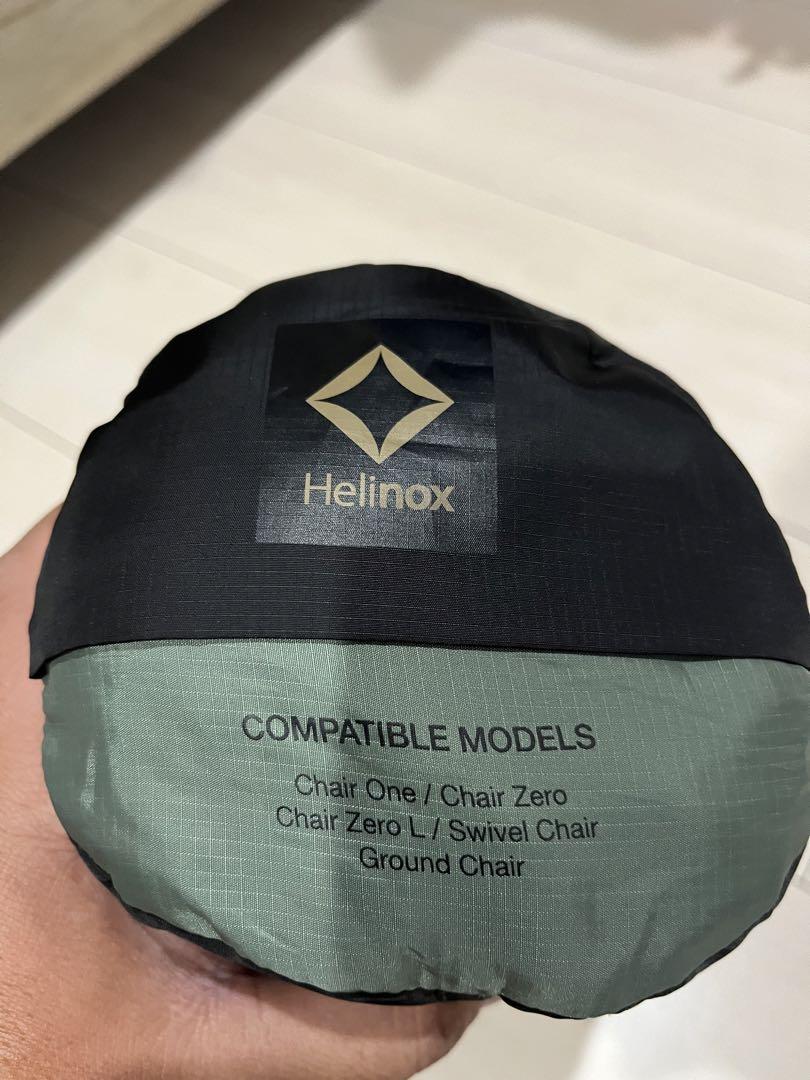 Helinox
COMPATIBLE MODELS
Chair One / Chair Zero
Chair Zero L / Swivel Chair
Ground Chair